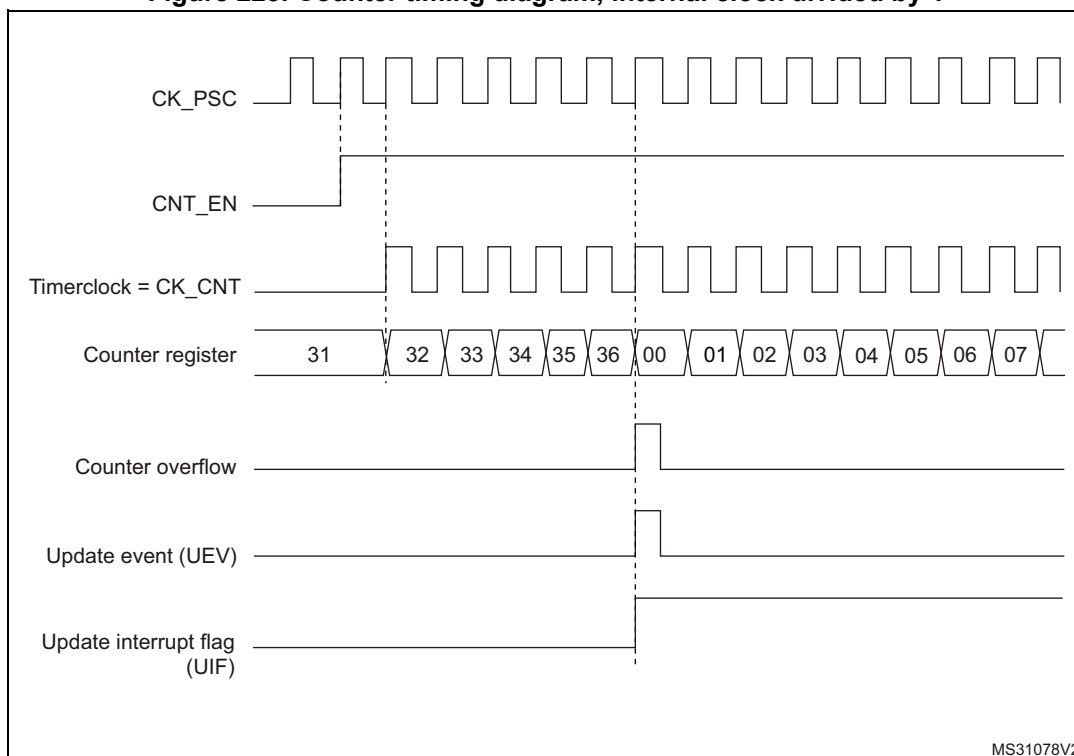 CK_PSC
CNT_EN
Timerclock = CK_CNT
Counter register 31 32 33 34 35 36 00 01 02 03 04 05 06 07
Counter overflow
Update event (UEV)
Update interrupt flag
(UIF)
MS31078V2